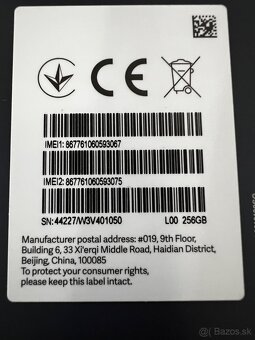 CE
IMEI1: 867761060593067
IMEI2: 867761060593075
SN: 44227/W3V401050 L00 256GB
Manufacturer postal address: #019, 9th Floor,
Building 6, 33 Xi'erqi Middle Road, Haidian District,
Beijing, China, 100085
To protect your consumer rights,
please keep this label intact.
© Bazos.sk